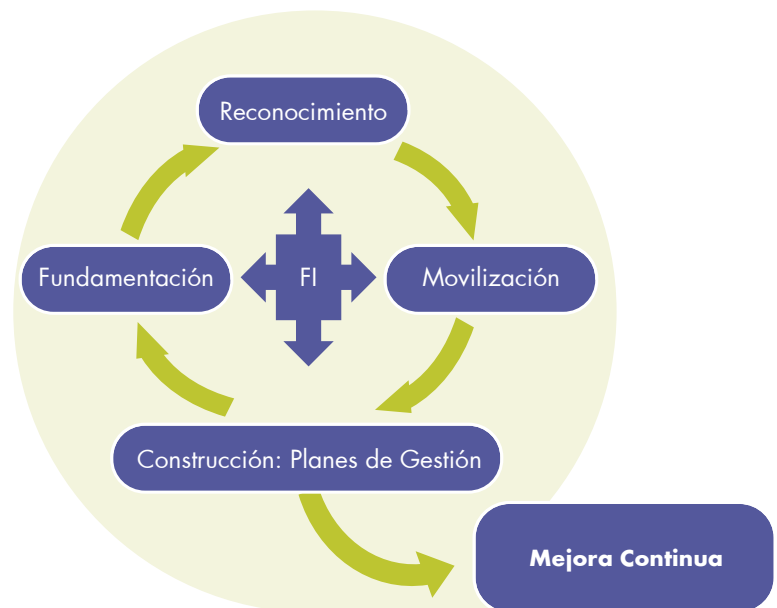 Reconocimiento
Fundamentación
FI
Movilización
Construcción: Planes de Gestión
Mejora Continua